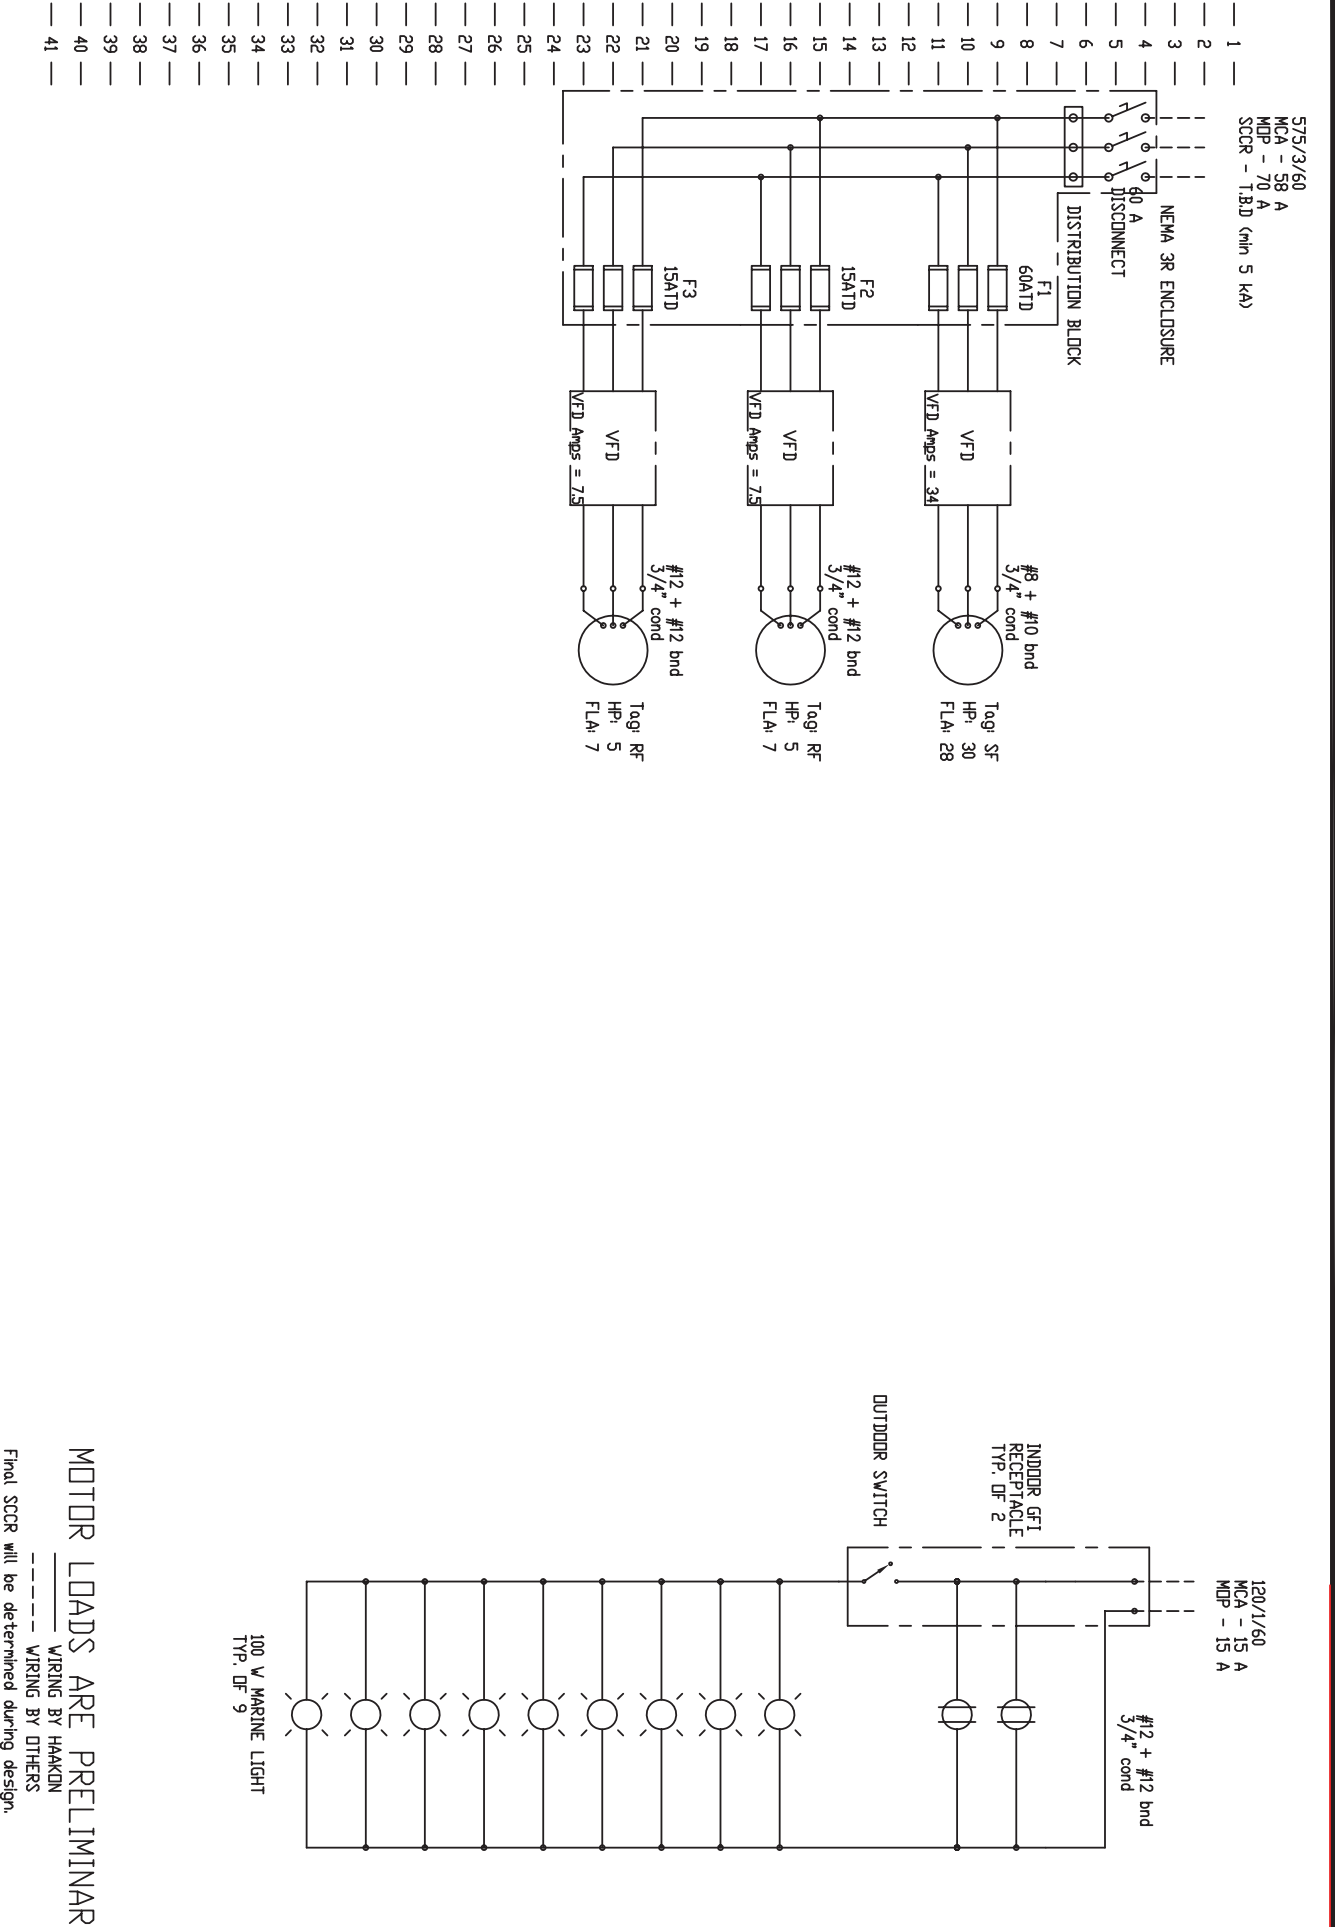 575/3/60
MCA - 58 A
MOP - 70 A
SCCR - T.B.D (min 5 kA)
1
2
3
4
5
6
7
8
9
10
11
12
13
14
15
16
17
18
19
20
21
22
23
24
25
26
27
28
29
30
31
32
33
34
35
36
37
38
39
40
41
NEMA 3R ENCLOSURE
60 A
DISCONNECT
DISTRIBUTION BLOCK
F1
60ATD
VFD
VFD Amps = 34
#8 + #10 bnd
3/4" cond
Tag: SF
HP: 30
FLA: 28
F2
15ATD
VFD
VFD Amps = 7.5
#12 + #12 bnd
3/4" cond
Tag: RF
HP: 5
FLA: 7
F3
15ATD
VFD
VFD Amps = 7.5
#12 + #12 bnd
3/4" cond
Tag: RF
HP: 5
FLA: 7
120/1/60
MCA - 15 A
MOP - 15 A
#12 + #12 bnd
3/4" cond
INDOOR GFI
RECEPTACLE
TYP. OF 2
OUTDOOR SWITCH
100 W MARINE LIGHT
TYP. OF 9
MOTOR LOADS ARE PRELIMINAR
WIRING BY HAAKON
WIRING BY OTHERS
Final SCCR will be determined during design.